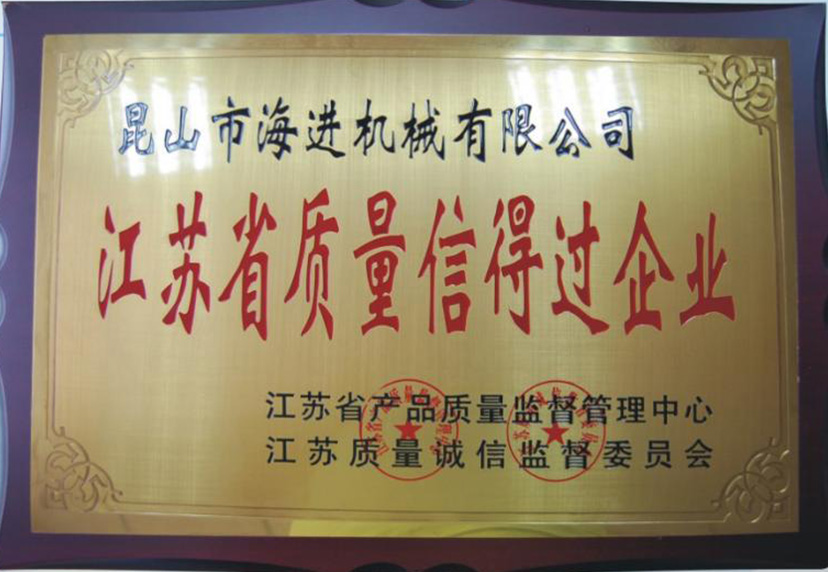 昆山市海进机械有限公司
江苏省质量信得过企业
江苏省产品质量监督管理中心
江苏质量诚信监督委员会